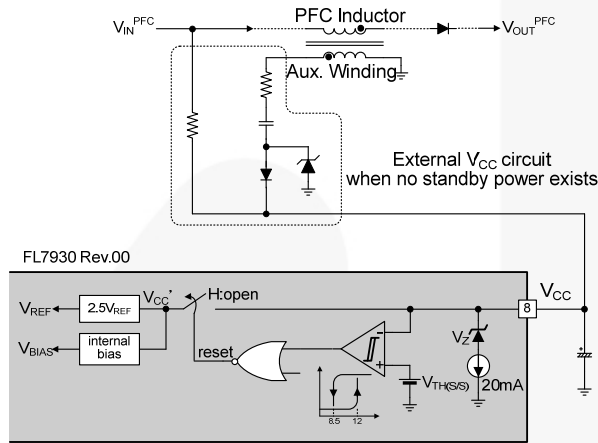 PFC Inductor
V_IN^PFC
V_OUT^PFC
Aux. Winding
External V_CC circuit
when no standby power exists
FL7930 Rev.00
V_REF
2.5V_REF
V_CC'
H:open
8
V_CC
V_BIAS
internal
bias
reset
-
+
V_Z
V_TH(S/S)
20mA
8.5
12